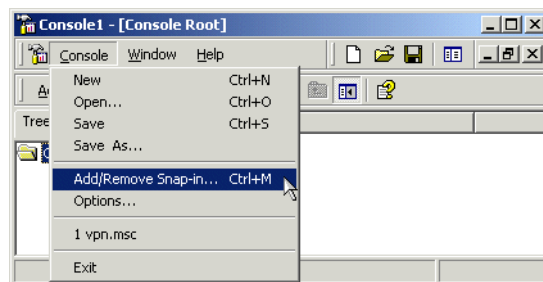 Console1 - [Console Root]
Console Window Help
New Ctrl+N
Open... Ctrl+O
Save Ctrl+S
Save As...
Tree
Add/Remove Snap-in... Ctrl+M
Options...
1 vpn.msc
Exit